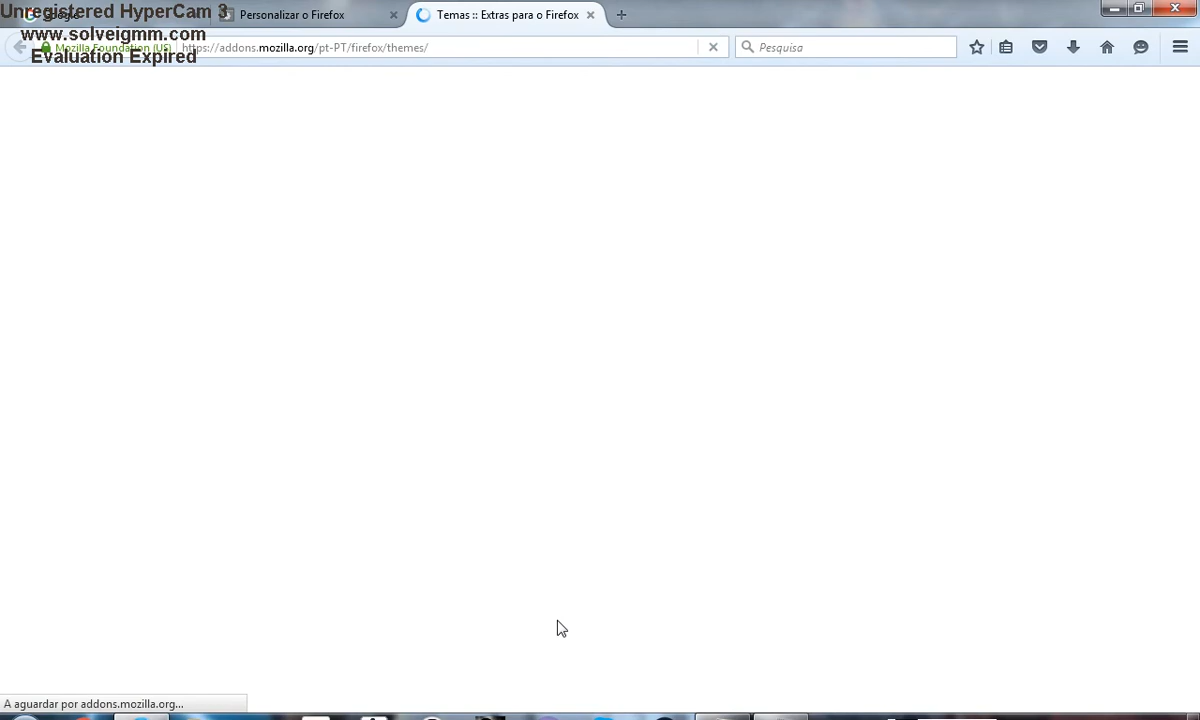 Unregistered HyperCam 3
www.solveigmm.com
Evaluation Expired
Google
Personalizar o Firefox
Temas :: Extras para o Firefox
Mozilla Foundation (US)
https://addons.mozilla.org/pt-PT/firefox/themes/
Pesquisa
A aguardar por addons.mozilla.org...